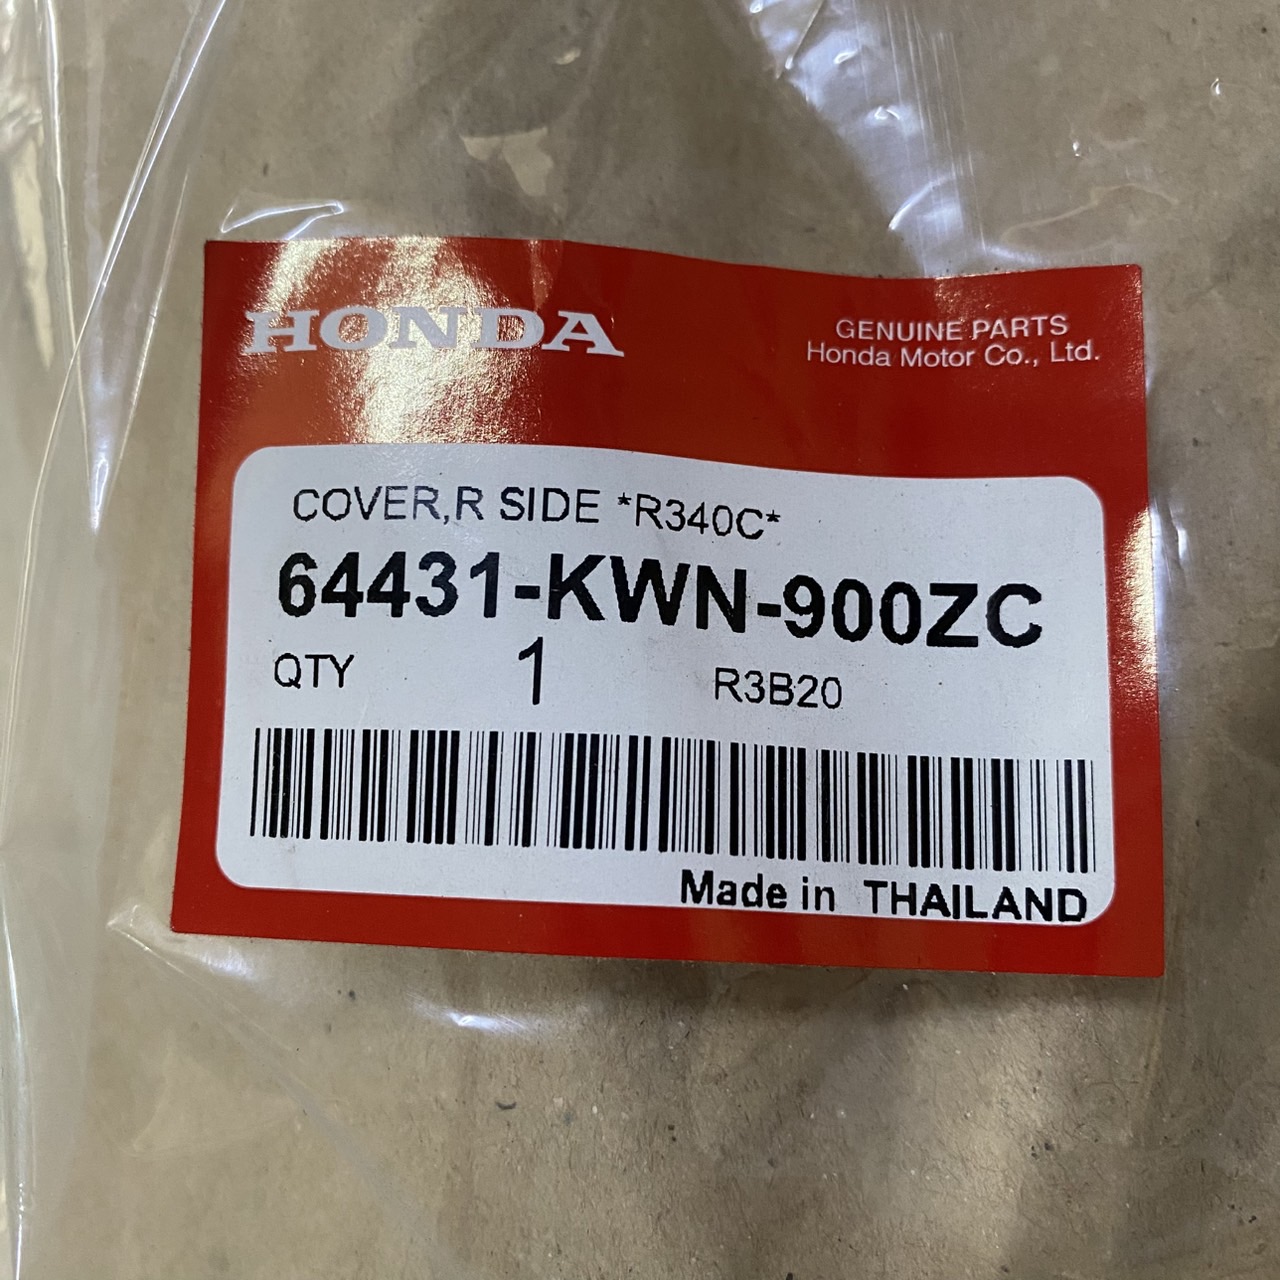 HONDA
GENUINE PARTS
Honda Motor Co., Ltd.
COVER,R SIDE *R340C*
64431-KWN-900ZC
QTY 1 R3B20
Made in THAILAND